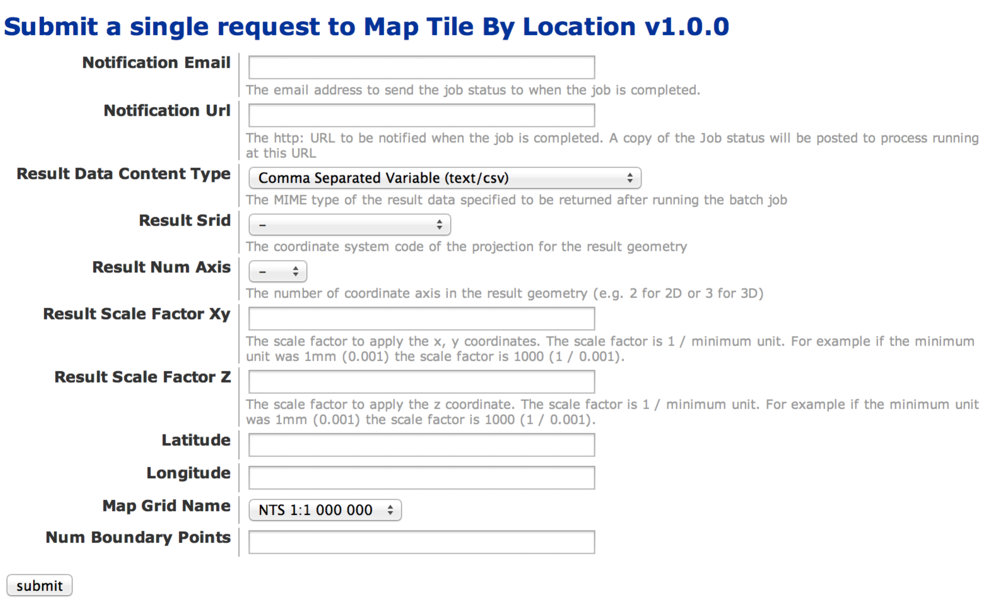 Submit a single request to Map Tile By Location v1.0.0
Notification Email
The email address to send the job status to when the job is completed.
Notification Url
The http: URL to be notified when the job is completed. A copy of the Job status will be posted to process running
at this URL
Result Data Content Type
Comma Separated Variable (text/csv)
The MIME type of the result data specified to be returned after running the batch job
Result Srid
–
The coordinate system code of the projection for the result geometry
Result Num Axis
–
The number of coordinate axis in the result geometry (e.g. 2 for 2D or 3 for 3D)
Result Scale Factor Xy
The scale factor to apply the x, y coordinates. The scale factor is 1 / minimum unit. For example if the minimum
unit was 1mm (0.001) the scale factor is 1000 (1 / 0.001).
Result Scale Factor Z
The scale factor to apply the z coordinate. The scale factor is 1 / minimum unit. For example if the minimum unit
was 1mm (0.001) the scale factor is 1000 (1 / 0.001).
Latitude
Longitude
Map Grid Name
NTS 1:1 000 000
Num Boundary Points
submit